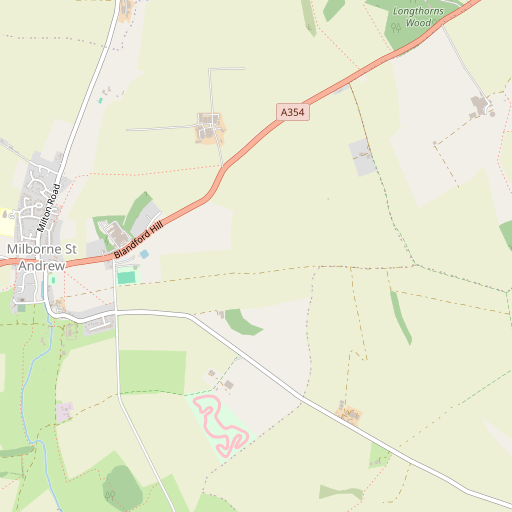 Longthorns
Wood
A354
Milton Road
Blandford Hill
Milborne St
Andrew